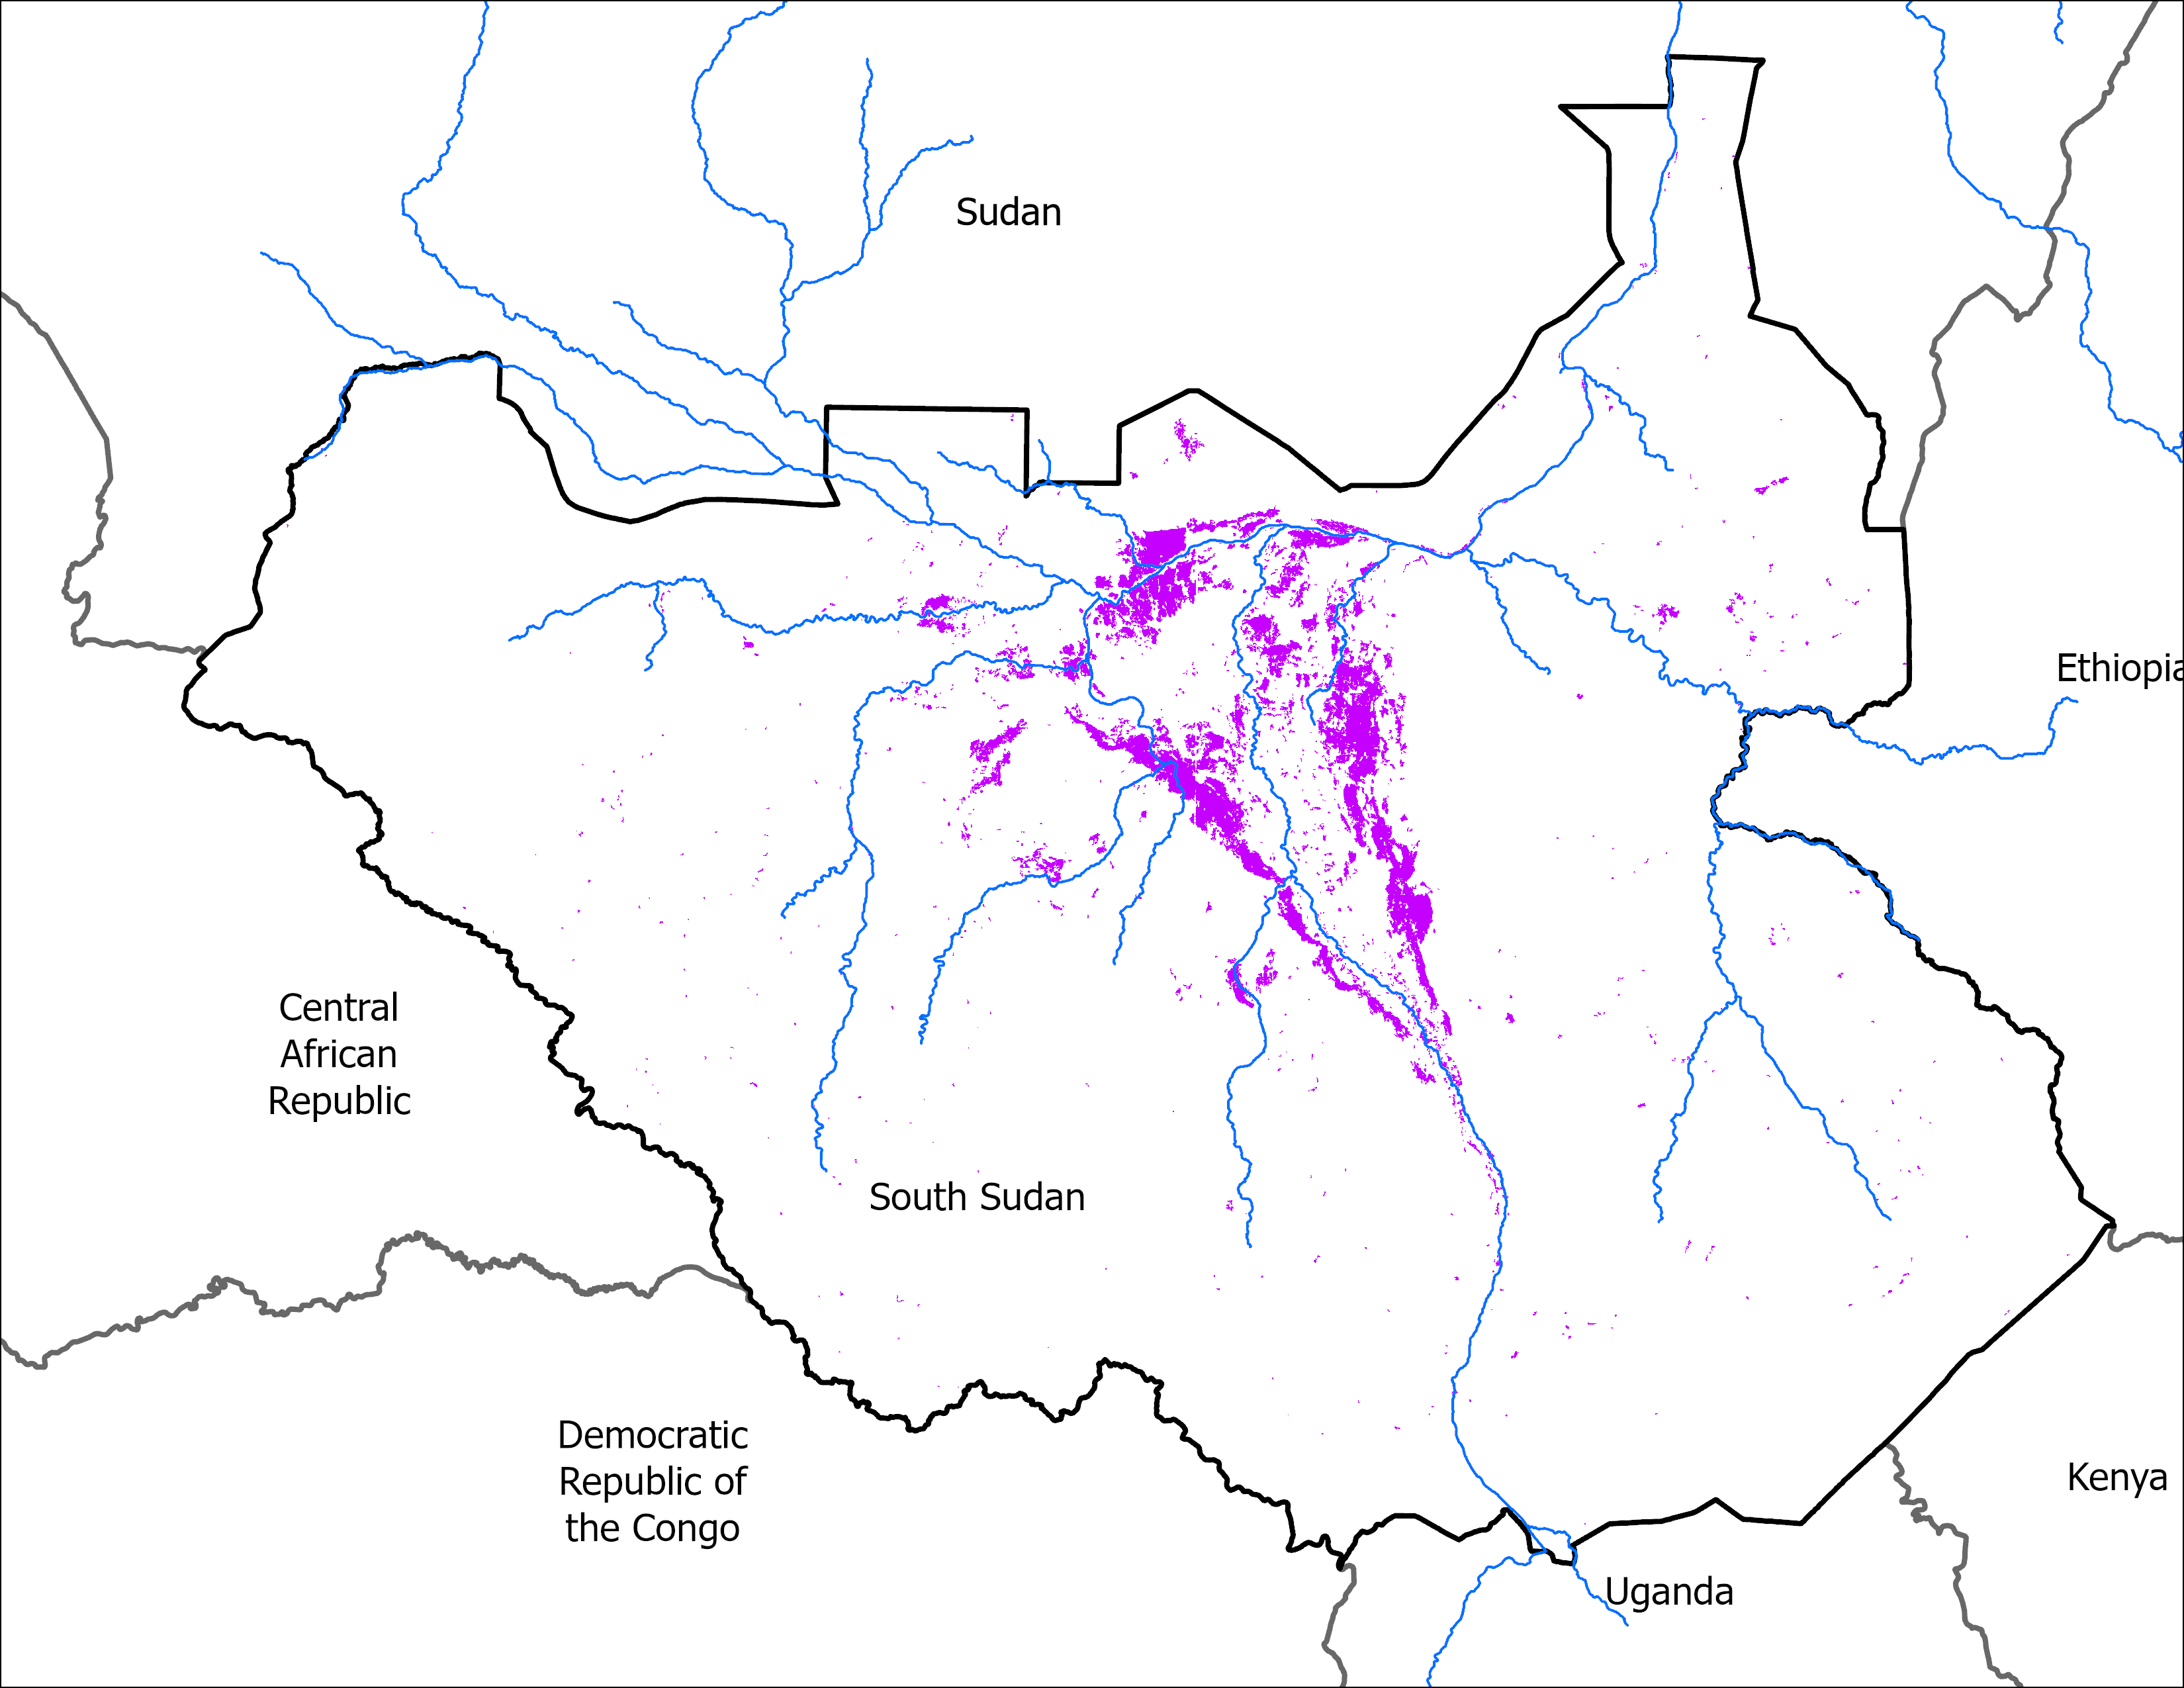 Sudan
Ethiopia
Central
African
Republic
South Sudan
Democratic
Republic of
the Congo
Kenya
Uganda